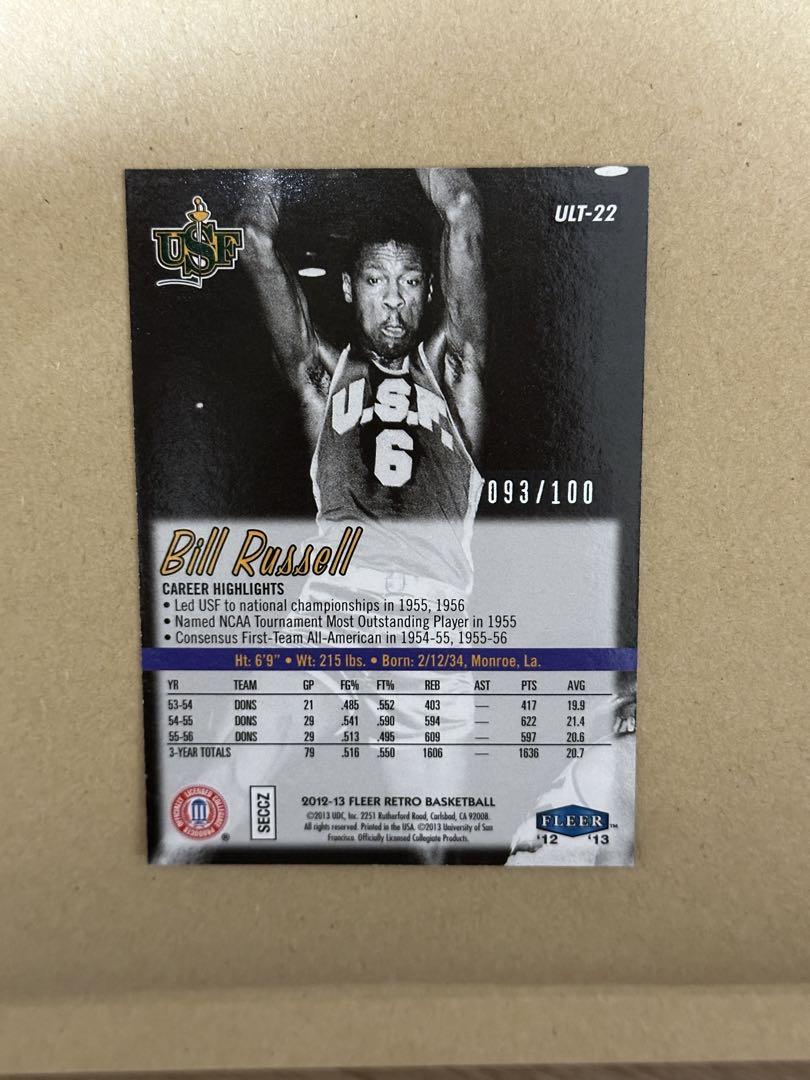 USF
ULT-22
U.S.F.
6
093/100
Bill Russell
CAREER HIGHLIGHTS
• Led USF to national championships in 1955, 1956
• Named NCAA Tournament Most Outstanding Player in 1955
• Consensus First-Team All-American in 1954-55, 1955-56
Ht: 6'9" • Wt: 215 lbs. • Born: 2/12/34, Monroe, La.
YR TEAM GP FG% FT% REB AST PTS AVG
53-54 DONS 21 .485 .552 403 — 417 19.9
54-55 DONS 29 .541 .590 594 — 622 21.4
55-56 DONS 29 .513 .495 609 — 597 20.6
3-YEAR TOTALS 79 .516 .550 1606 — 1636 20.7
OFFICIALLY LICENSED COLLEGIATE PRODUCTS ®
SECCZ
2012-13 FLEER RETRO BASKETBALL
©2013 UDC, Inc. 2251 Rutherford Road, Carlsbad, CA 92008.
All rights reserved. Printed in the USA. ©2013 University of San
Francisco. Officially Licensed Collegiate Products.
FLEER™
'12 '13